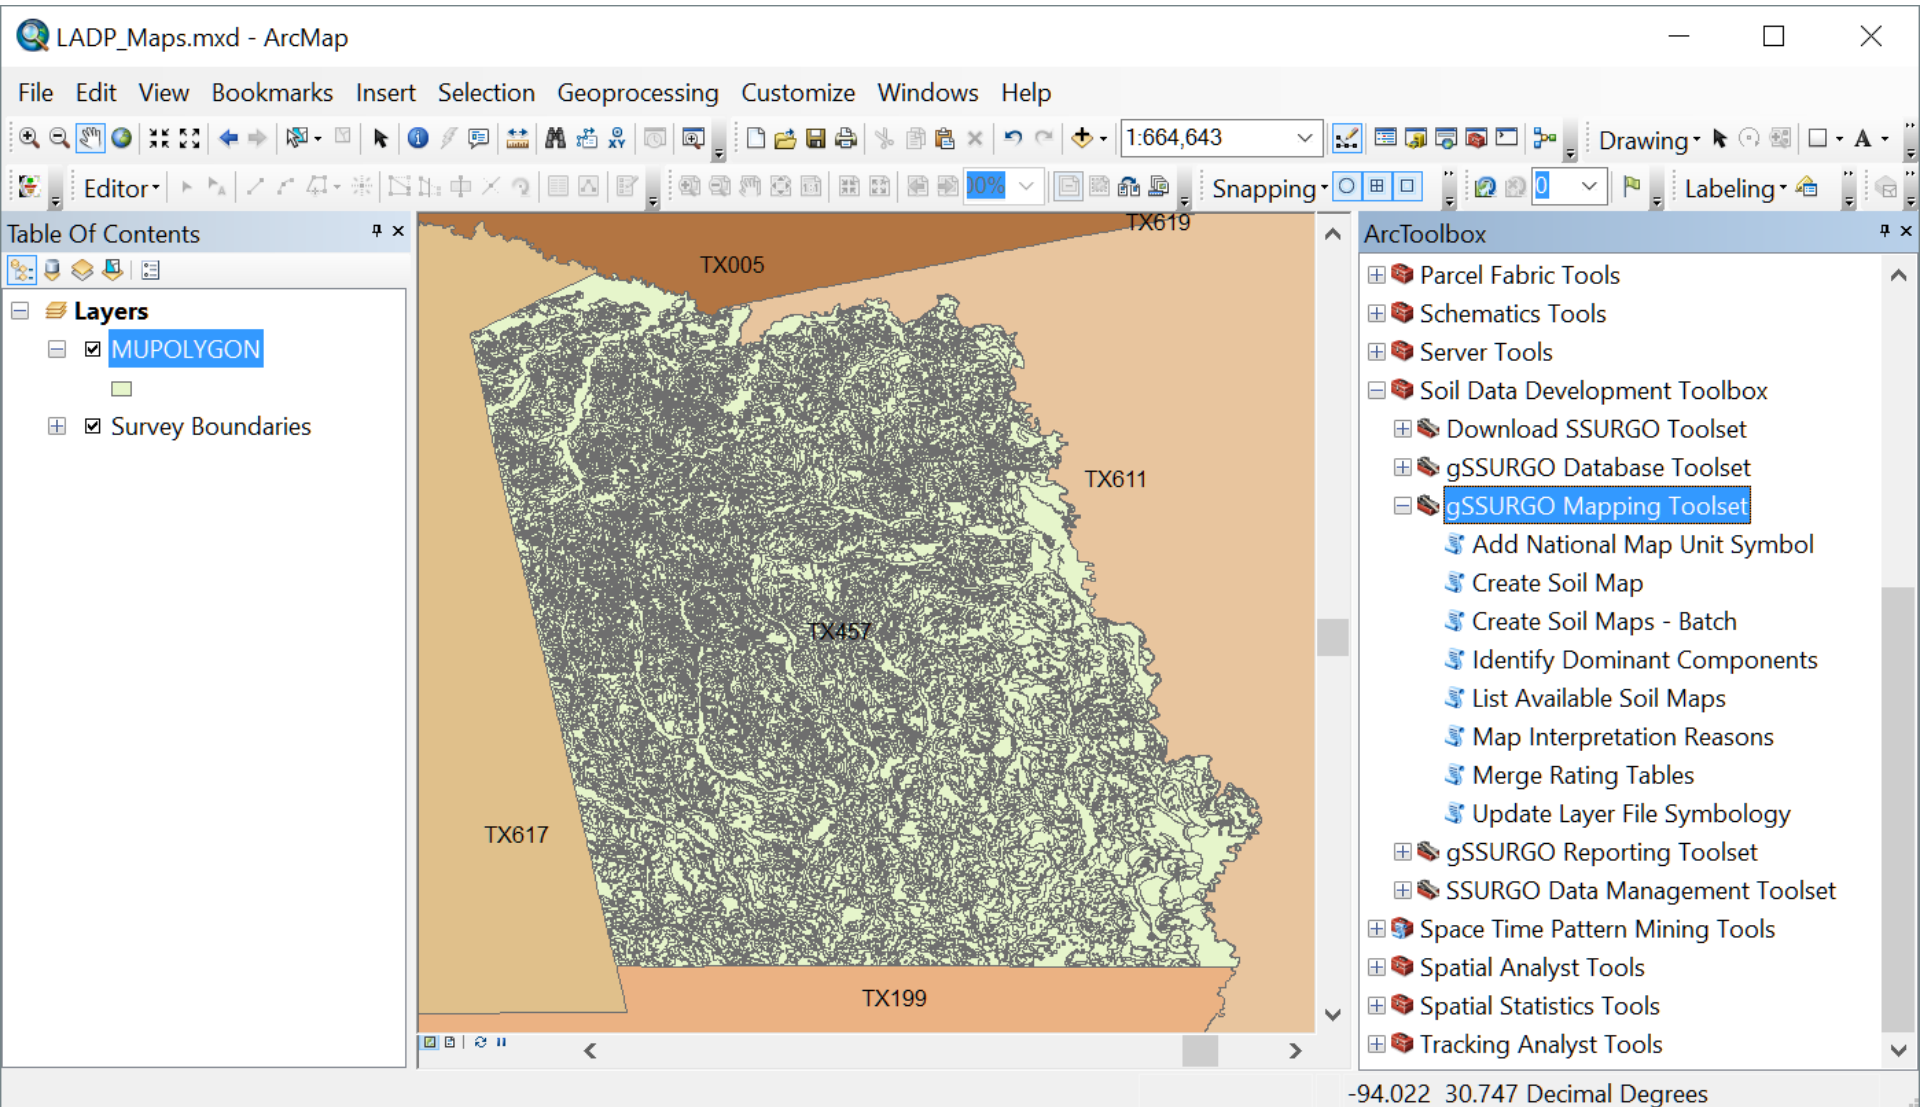 LADP_Maps.mxd - ArcMap
File Edit View Bookmarks Insert Selection Geoprocessing Customize Windows Help
1:664,643
Drawing
Editor
Snapping
0
Labeling
Table Of Contents
Layers
MUPOLYGON
Survey Boundaries
TX619
TX005
TX611
TX457
TX617
TX199
ArcToolbox
Parcel Fabric Tools
Schematics Tools
Server Tools
Soil Data Development Toolbox
Download SSURGO Toolset
gSSURGO Database Toolset
gSSURGO Mapping Toolset
Add National Map Unit Symbol
Create Soil Map
Create Soil Maps - Batch
Identify Dominant Components
List Available Soil Maps
Map Interpretation Reasons
Merge Rating Tables
Update Layer File Symbology
gSSURGO Reporting Toolset
SSURGO Data Management Toolset
Space Time Pattern Mining Tools
Spatial Analyst Tools
Spatial Statistics Tools
Tracking Analyst Tools
-94.022 30.747 Decimal Degrees